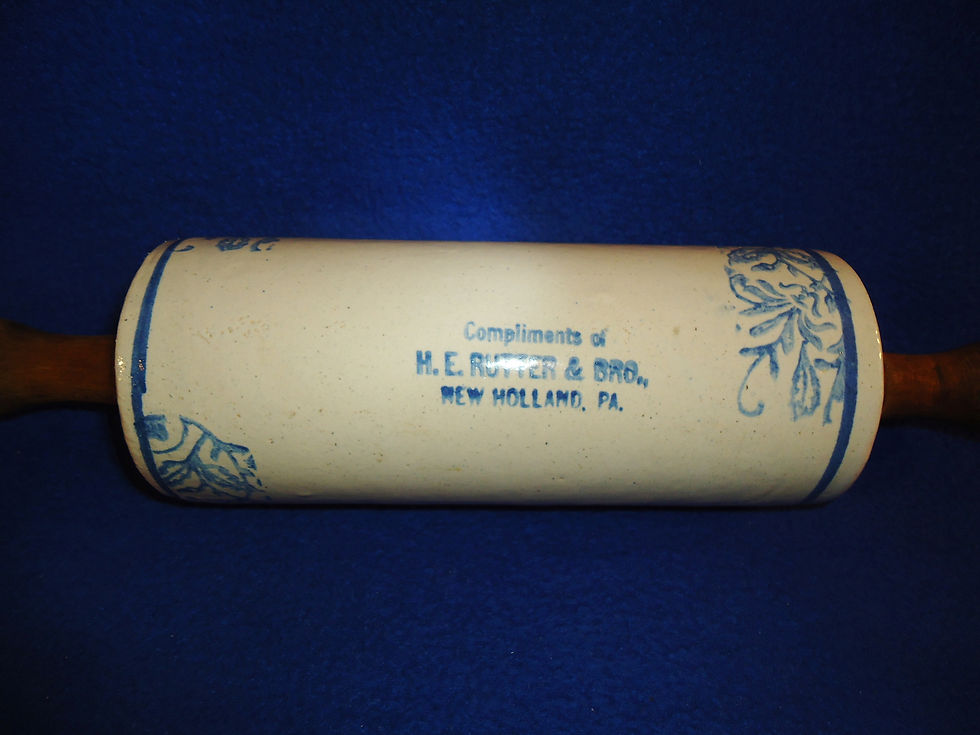 Compliments of
H. E. RUTTER & BRO.,
NEW HOLLAND, PA.